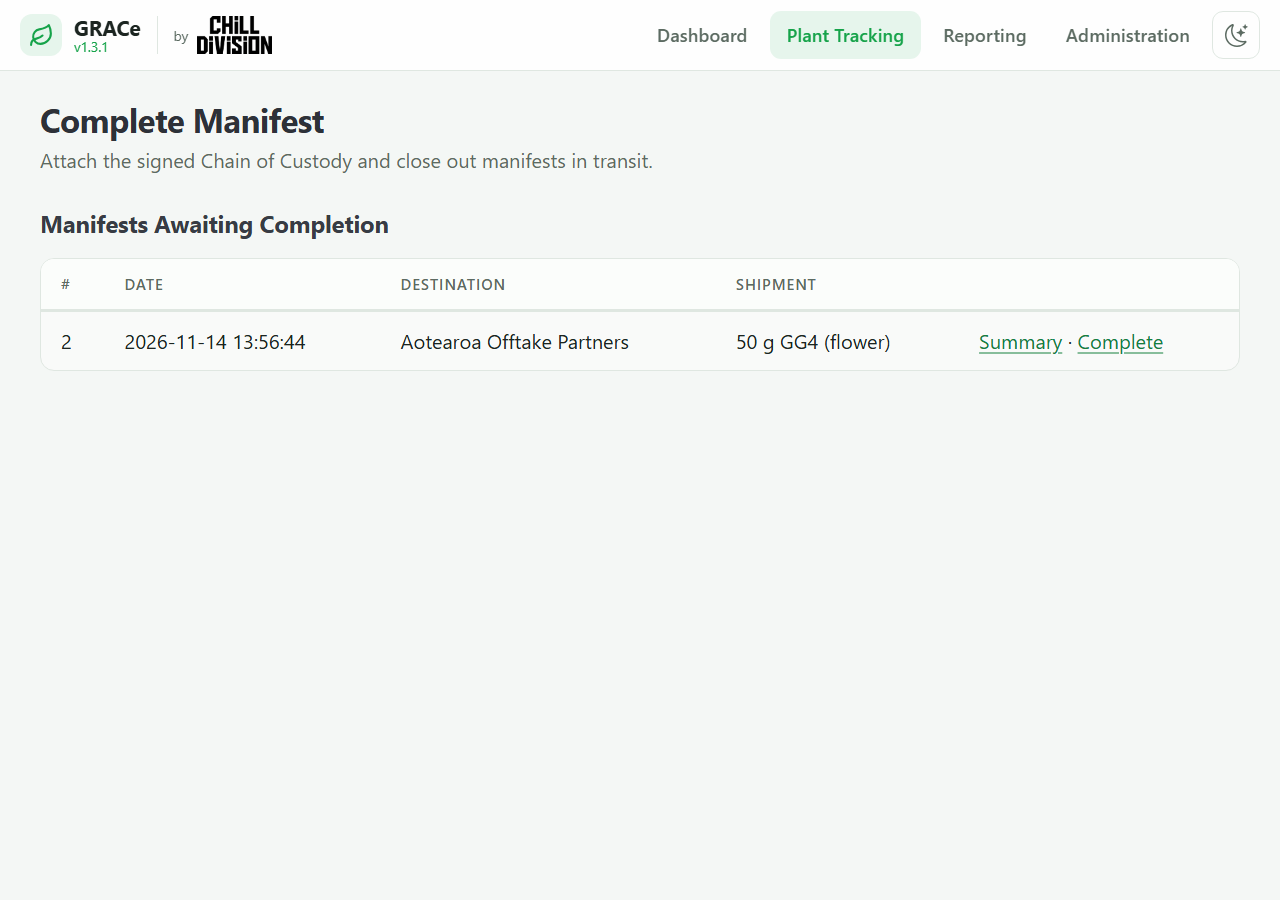 GRACe
v1.3.1
by
CHiLL
DiViSiON
Dashboard
Plant Tracking
Reporting
Administration
Complete Manifest
Attach the signed Chain of Custody and close out manifests in transit.
Manifests Awaiting Completion
# DATE DESTINATION SHIPMENT
2 2026-11-14 13:56:44 Aotearoa Offtake Partners 50 g GG4 (flower) Summary · Complete